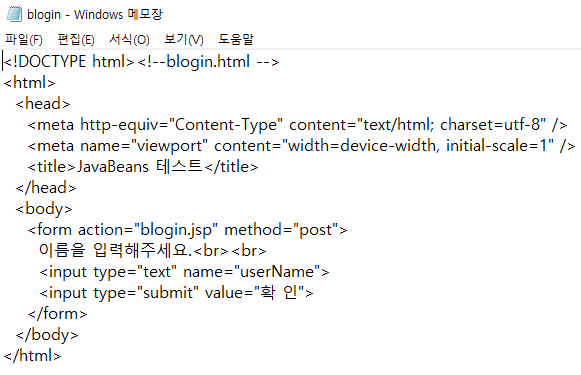 blogin - Windows 메모장
파일(F) 편집(E) 서식(O) 보기(V) 도움말
<!DOCTYPE html><!--blogin.html -->
<html>
<head>
<meta http-equiv="Content-Type" content="text/html; charset=utf-8" />
<meta name="viewport" content="width=device-width, initial-scale=1" />
<title>JavaBeans 테스트</title>
</head>
<body>
<form action="blogin.jsp" method="post">
이름을 입력해주세요.<br><br>
<input type="text" name="userName">
<input type="submit" value="확 인">
</form>
</body>
</html>